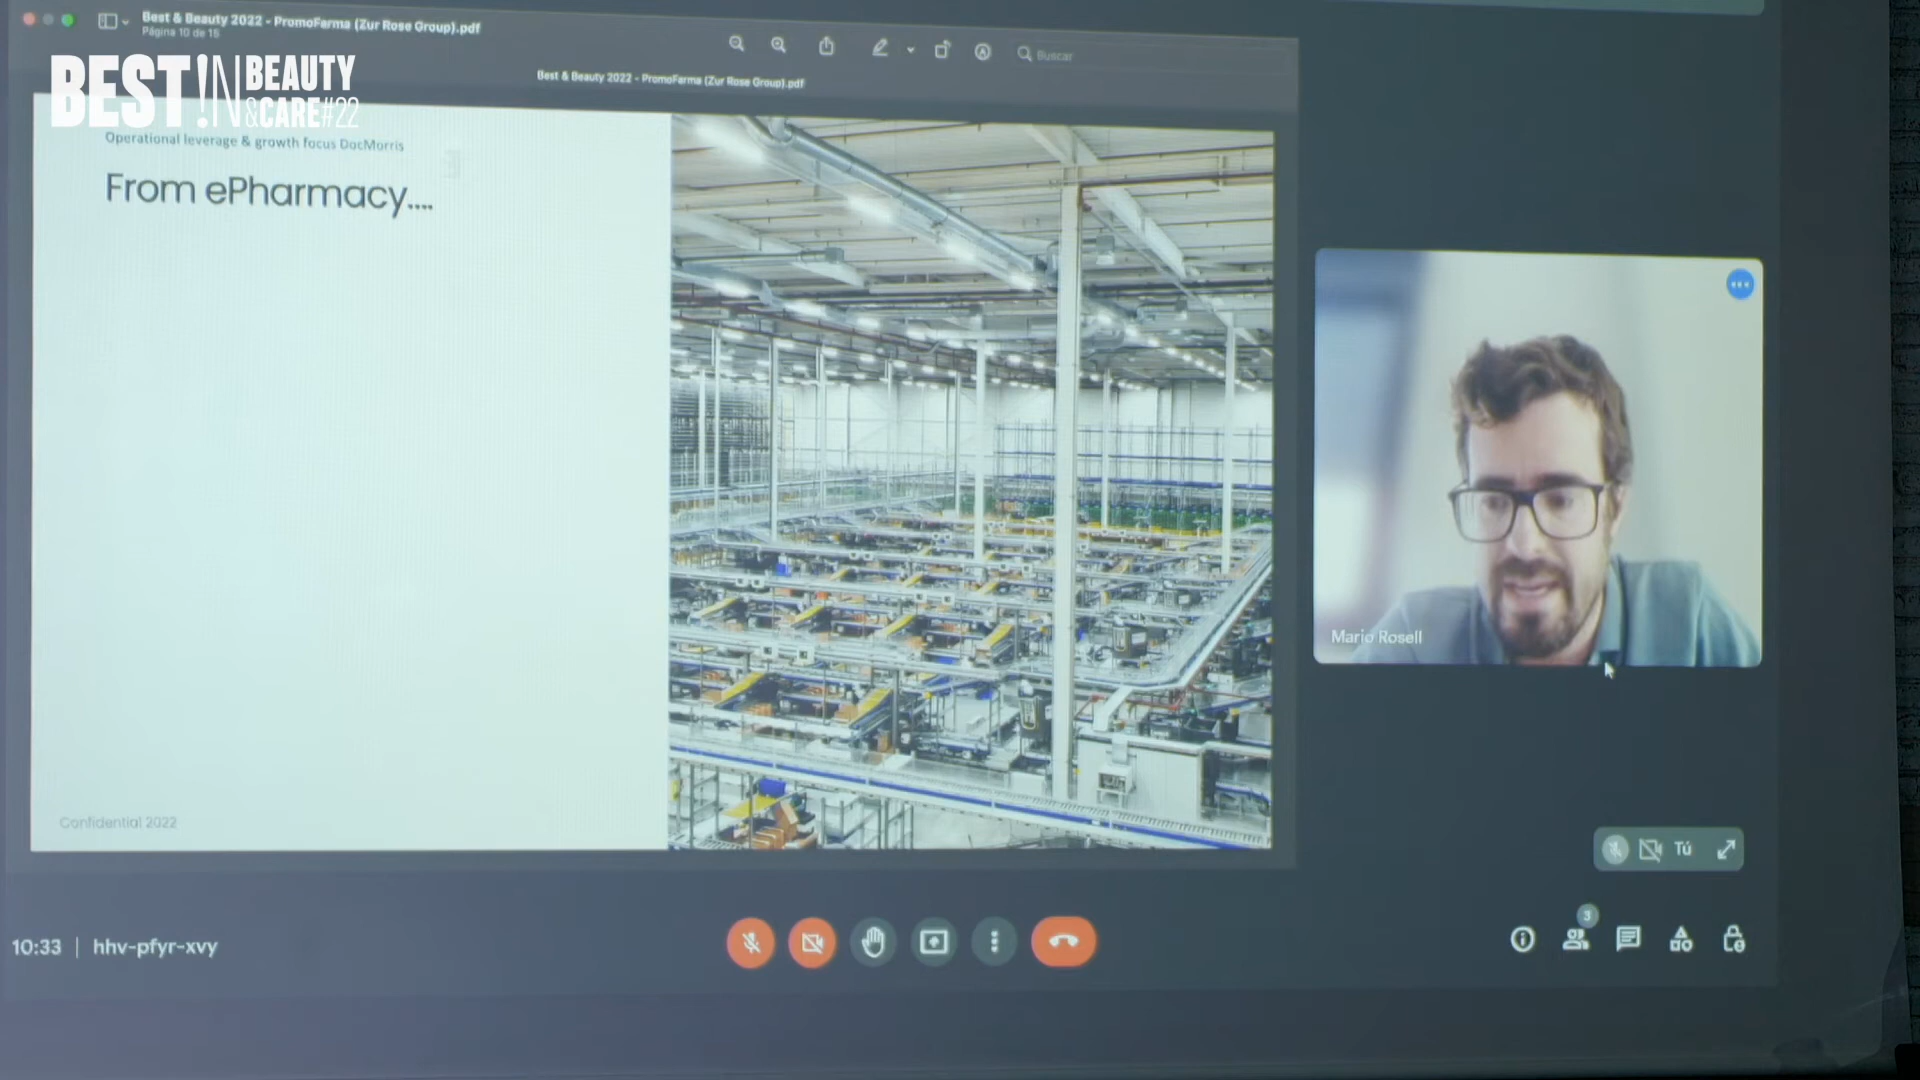 Best & Beauty 2022 - PromoFarma (Zur Rose Group).pdf
Página 10 de 15
Buscar
Best & Beauty 2022 - PromoFarma (Zur Rose Group).pdf
BEST!N BEAUTY
&CARE#22
Operational leverage & growth focus DocMorris
From ePharmacy....
Confidential 2022
Mario Rosell
Tú
3
10:33 | hhv-pfyr-xvy